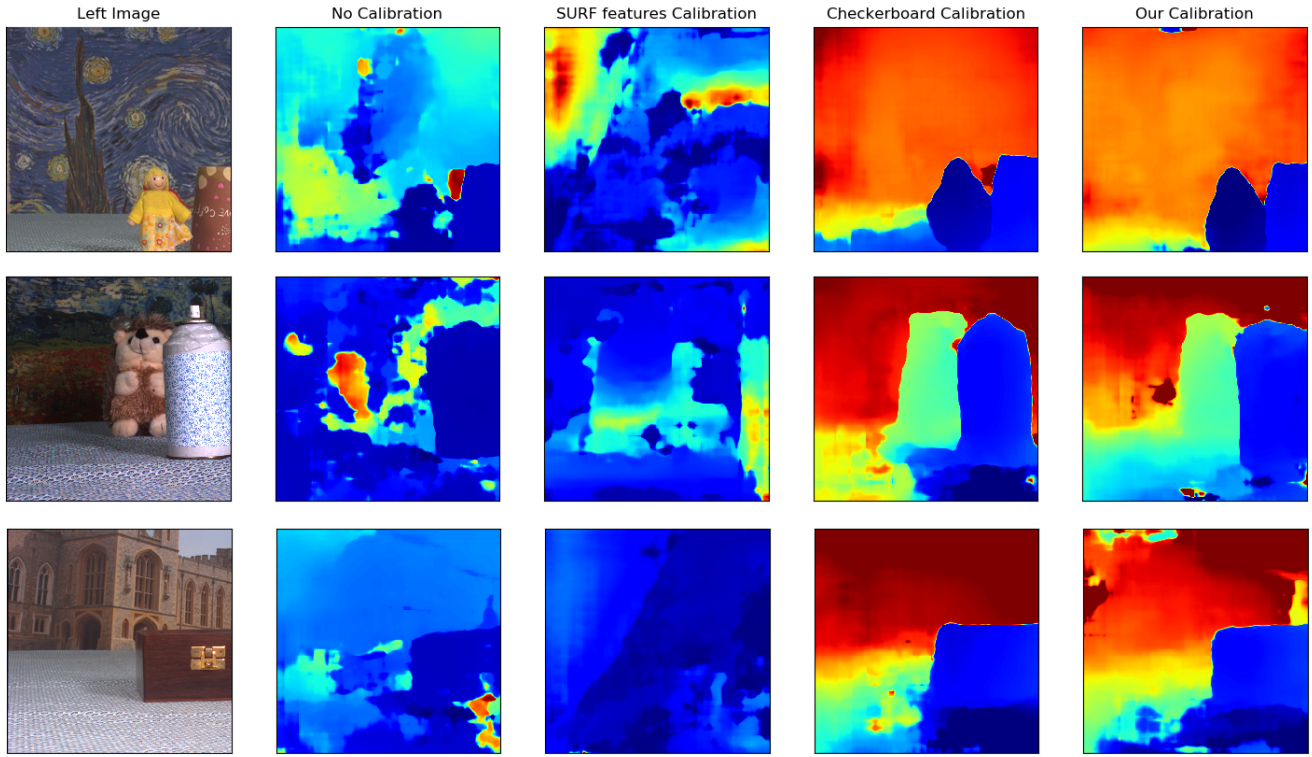 Left Image
No Calibration
SURF features Calibration
Checkerboard Calibration
Our Calibration